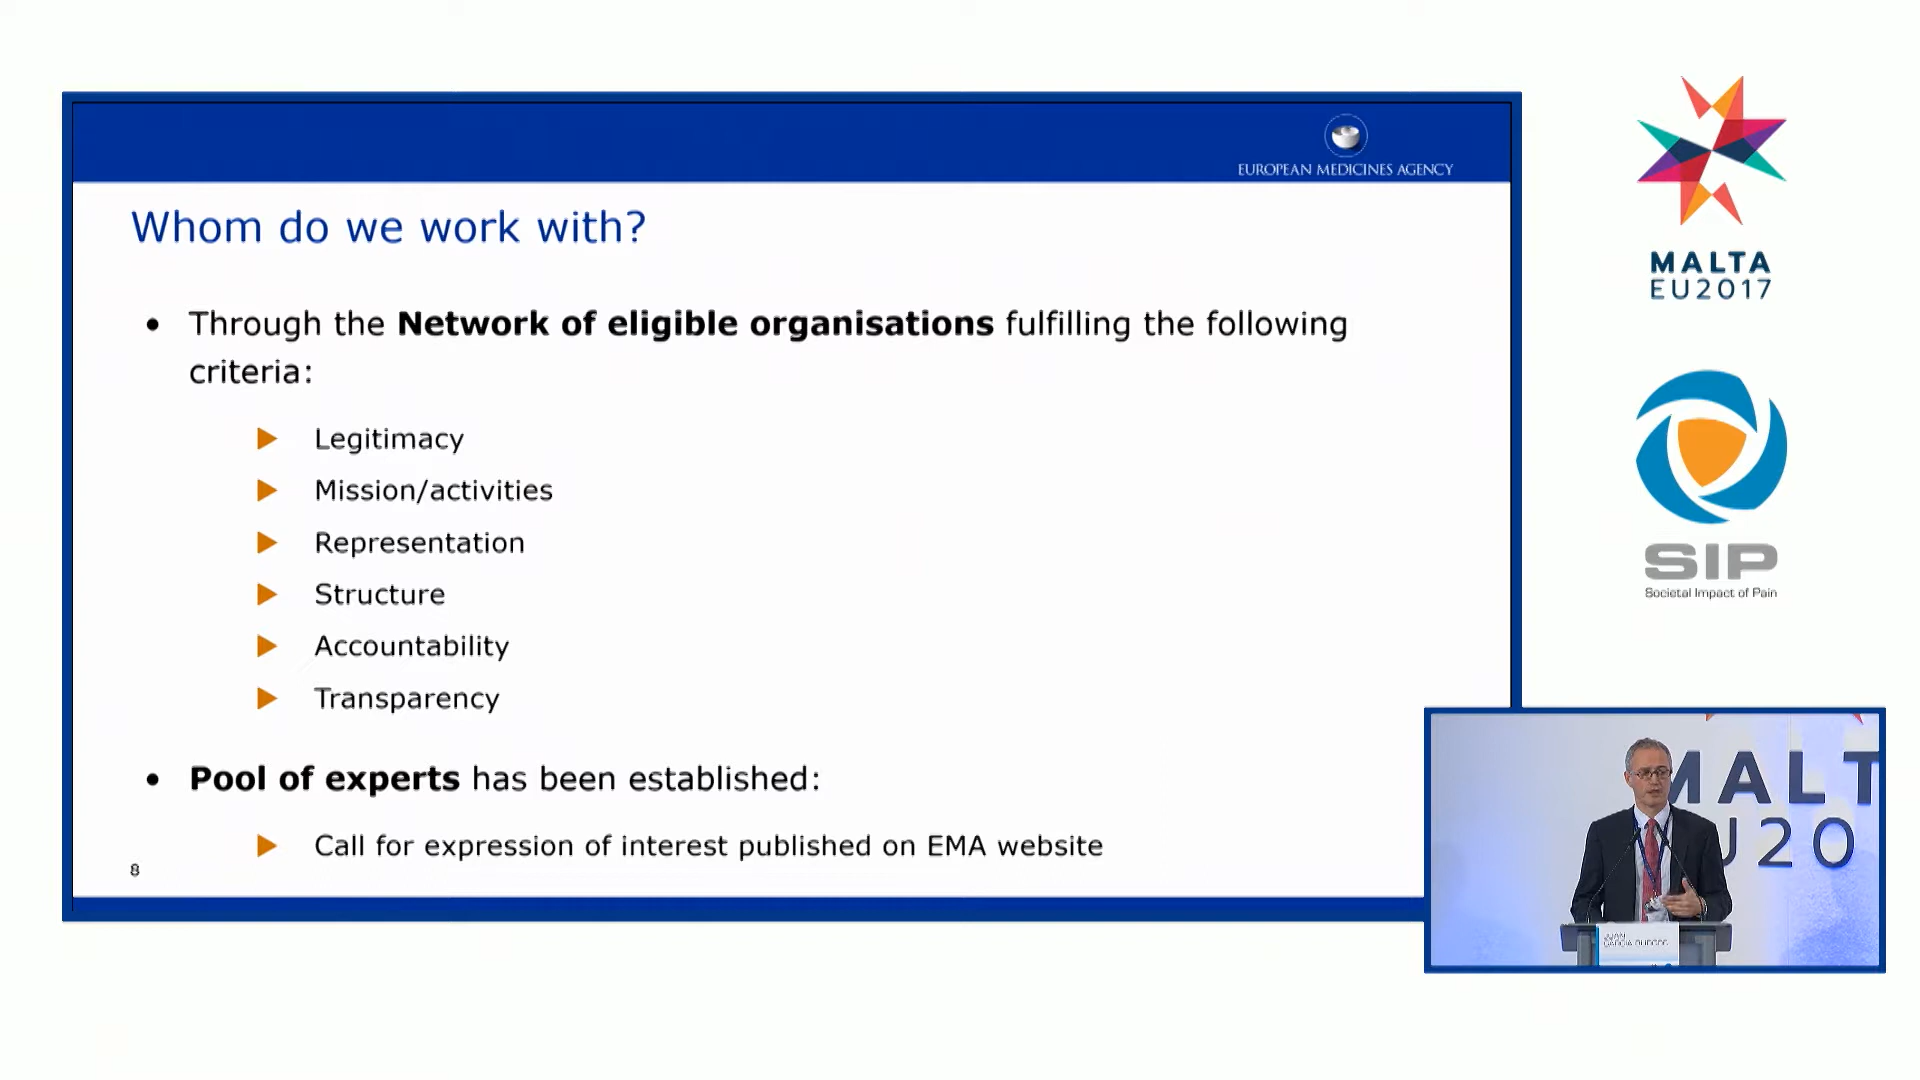 EUROPEAN MEDICINES AGENCY
Whom do we work with?
• Through the Network of eligible organisations fulfilling the following
criteria:
Legitimacy
Mission/activities
Representation
Structure
Accountability
Transparency
• Pool of experts has been established:
Call for expression of interest published on EMA website
8
MALTA
EU2017
SIP
Societal Impact of Pain
MALT
U20
JUAN